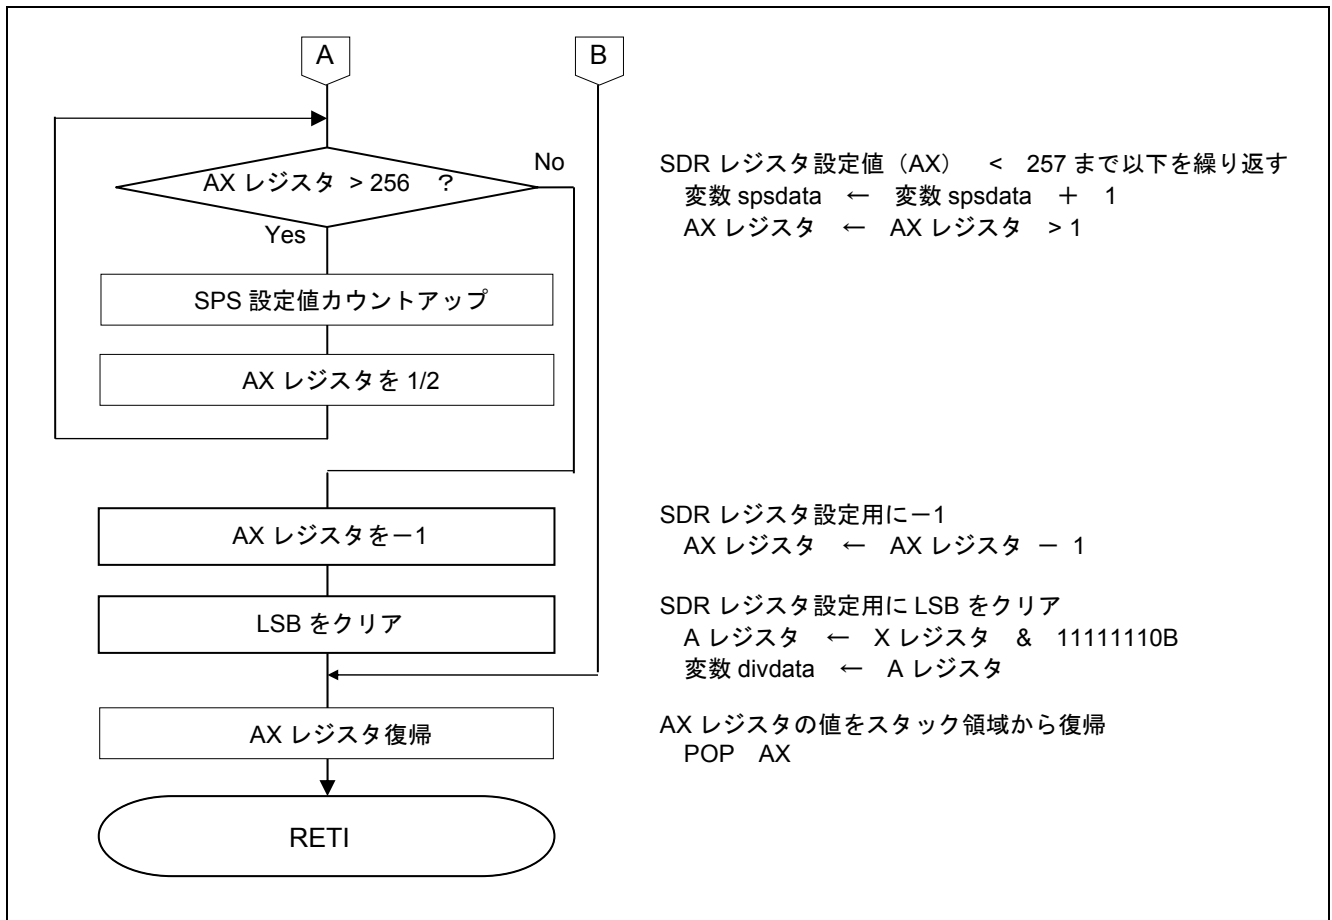 A
B
AX レジスタ > 256 ?
No
Yes
SDR レジスタ設定値(AX) < 257 まで以下を繰り返す
変数 spsdata ← 変数 spsdata + 1
AX レジスタ ← AX レジスタ > 1
SPS 設定値カウントアップ
AX レジスタを 1/2
AX レジスタを-1
SDR レジスタ設定用に-1
AX レジスタ ← AX レジスタ - 1
LSB をクリア
SDR レジスタ設定用に LSB をクリア
A レジスタ ← X レジスタ & 11111110B
変数 divdata ← A レジスタ
AX レジスタ復帰
AX レジスタの値をスタック領域から復帰
POP AX
RETI